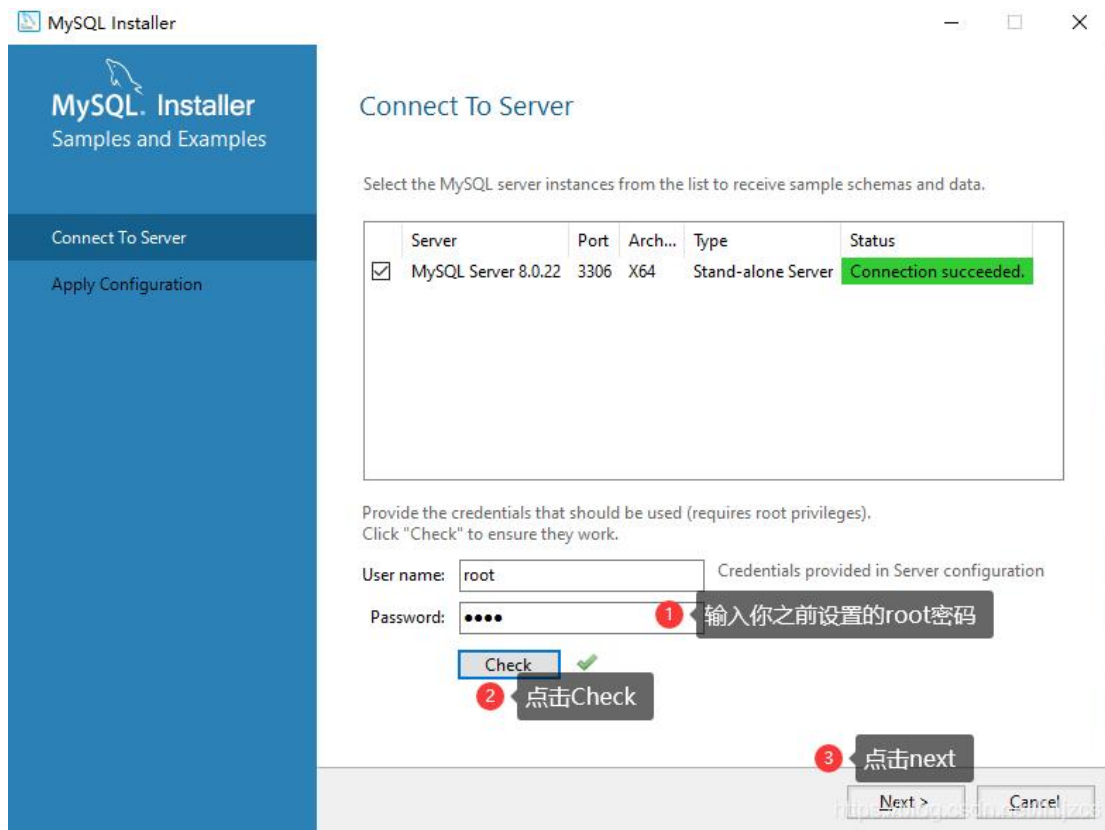 MySQL Installer
MySQL. Installer
Samples and Examples
Connect To Server
Apply Configuration
Connect To Server
Select the MySQL server instances from the list to receive sample schemas and data.
Server Port Arch... Type Status
MySQL Server 8.0.22 3306 X64 Stand-alone Server Connection succeeded.
Provide the credentials that should be used (requires root privileges).
Click "Check" to ensure they work.
User name: root Credentials provided in Server configuration
Password: ●●●● 1 输入你之前设置的root密码
Check
2 点击Check
3 点击next
Next > Cancel